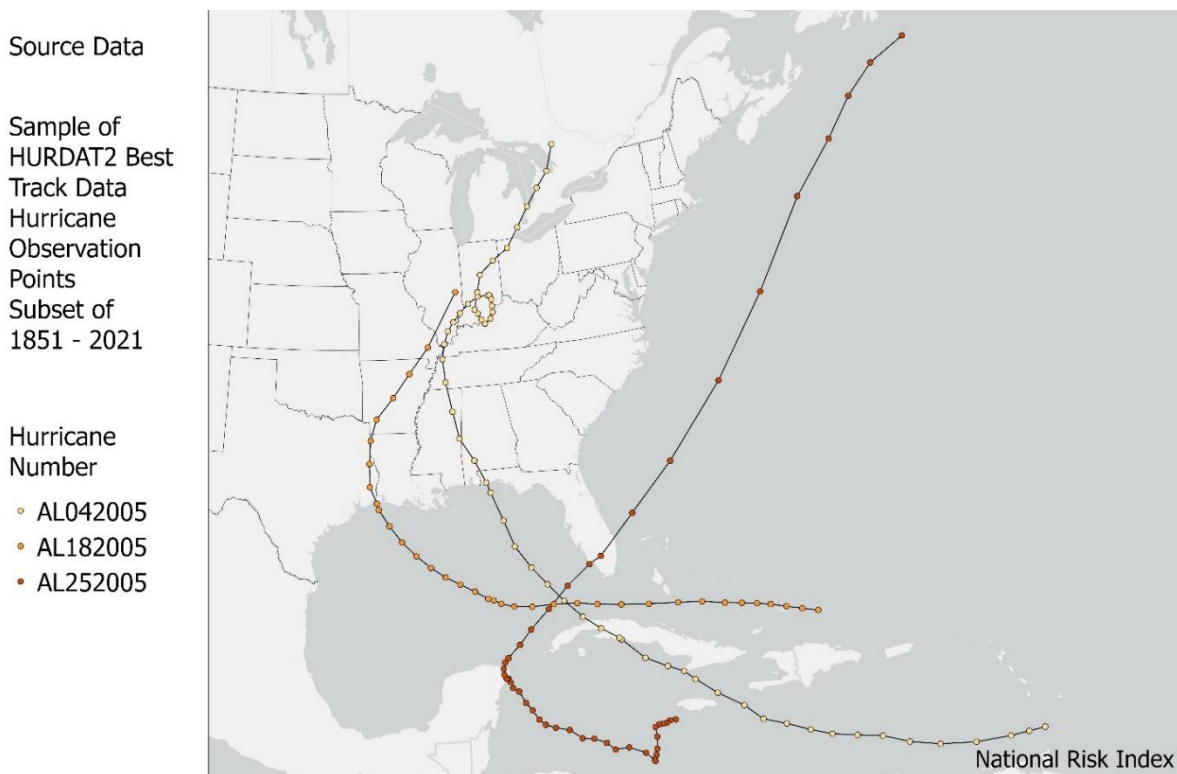 Source Data
Sample of
HURDAT2 Best
Track Data
Hurricane
Observation
Points
Subset of
1851 - 2021
Hurricane
Number
AL042005
AL182005
AL252005
National Risk Index